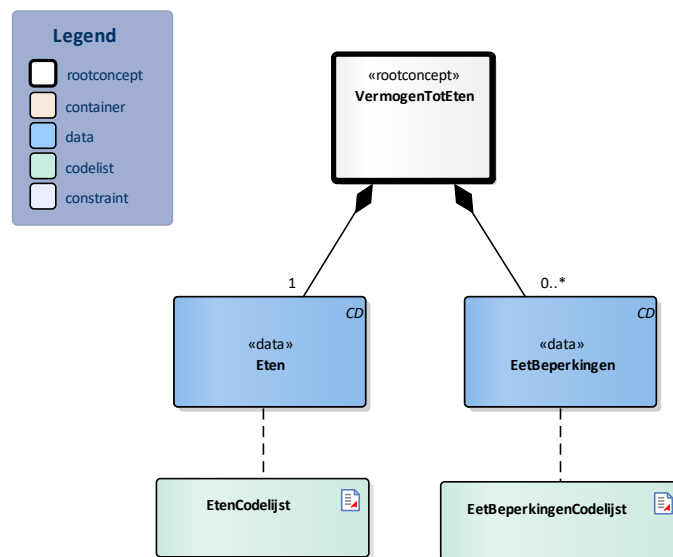 Legend
rootconcept
container
data
codelist
constraint
«rootconcept»
VermogenTotEten
1
0..*
CD
«data»
Eten
CD
«data»
EetBeperkingen
EtenCodelijst
EetBeperkingenCodelijst